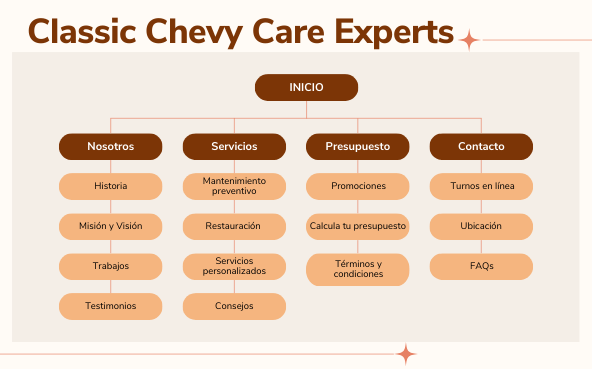 Classic Chevy Care Experts
INICIO
Nosotros
Servicios
Presupuesto
Contacto
Historia
Mantenimiento
preventivo
Promociones
Turnos en línea
Misión y Visión
Restauración
Calcula tu presupuesto
Ubicación
Trabajos
Servicios
personalizados
Términos y
condiciones
FAQs
Testimonios
Consejos